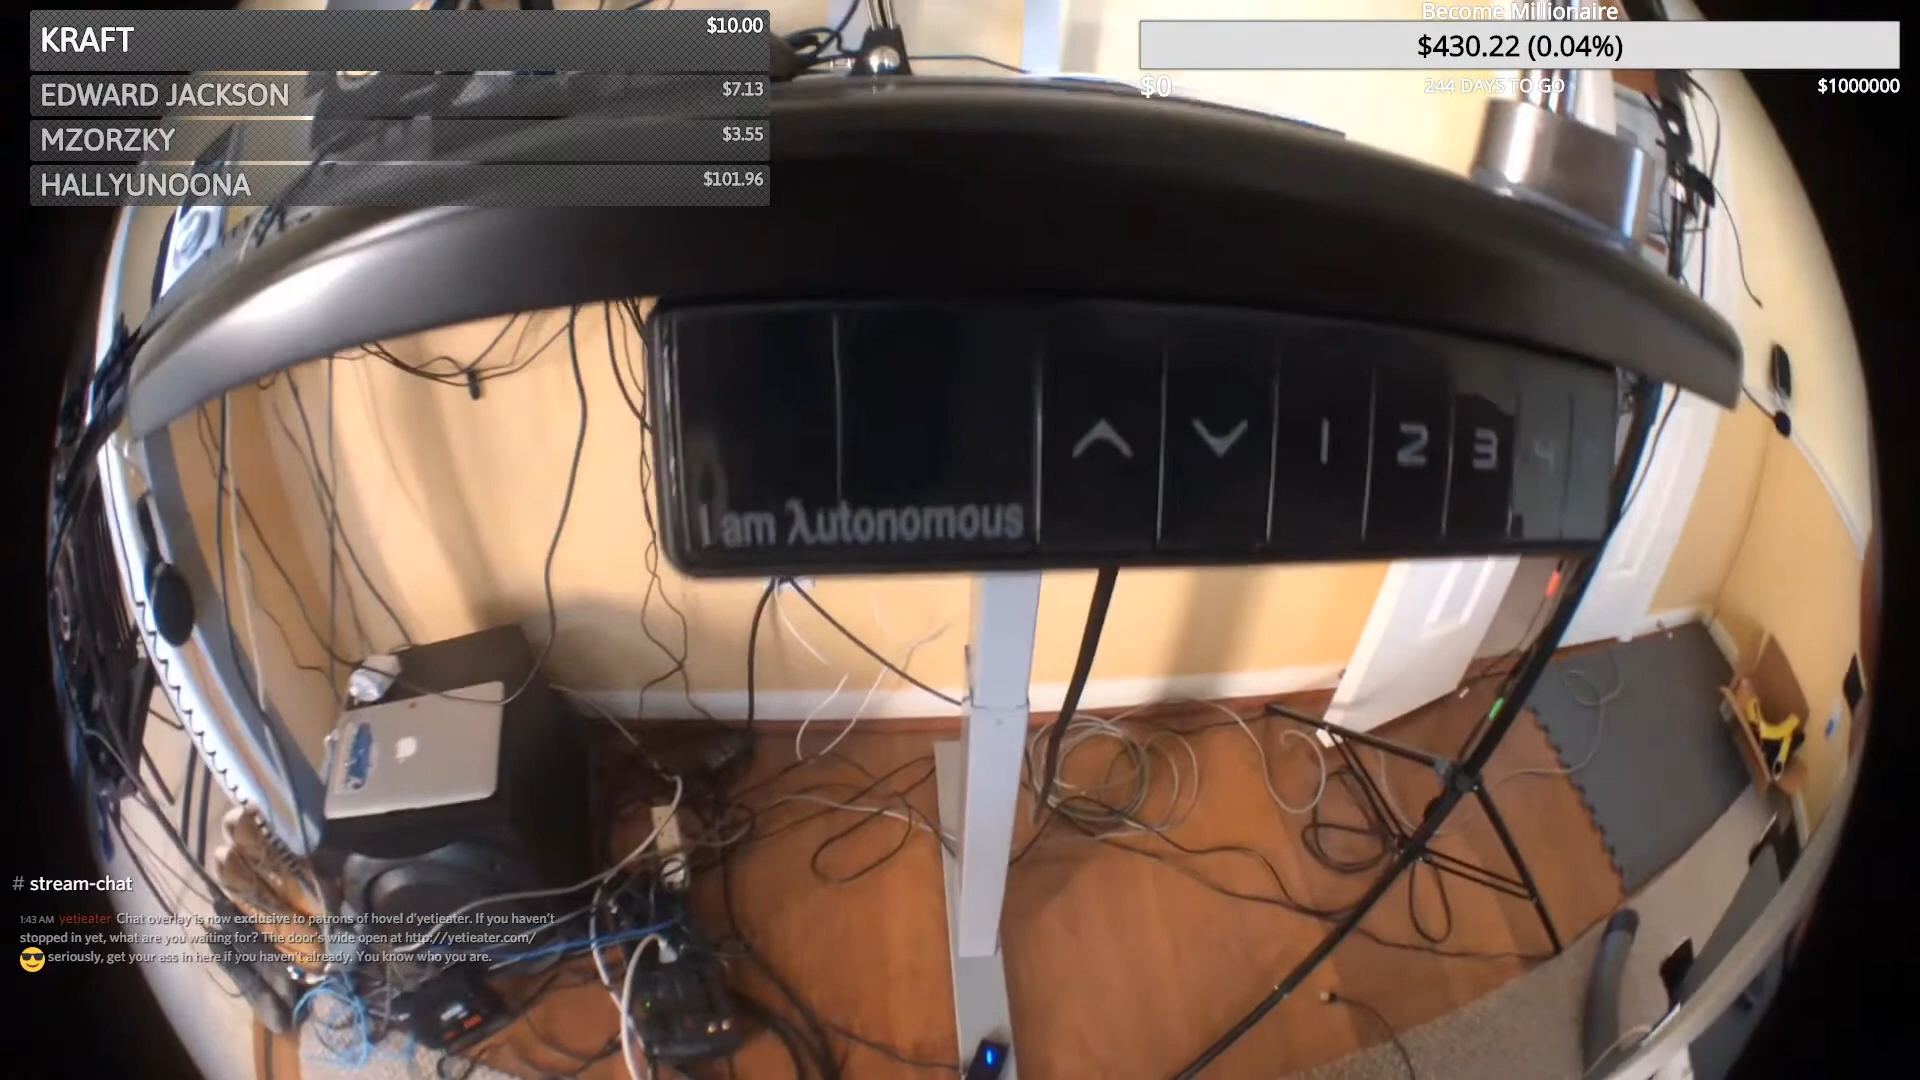 KRAFT $10.00
EDWARD JACKSON $7.13
MZORZKY $3.55
HALLYUNOONA $101.96
Become Millionaire
$430.22 (0.04%)
$0 244 DAYS TO GO $1000000
I am λutonomous
1 2 3 4
# stream-chat
1:43 AM yetieater Chat overlay is now exclusive to patrons of hovel d'yetieater. If you haven't
stopped in yet, what are you waiting for? The door's wide open at http://yetieater.com/
😎 seriously, get your ass in here if you haven't already. You know who you are.